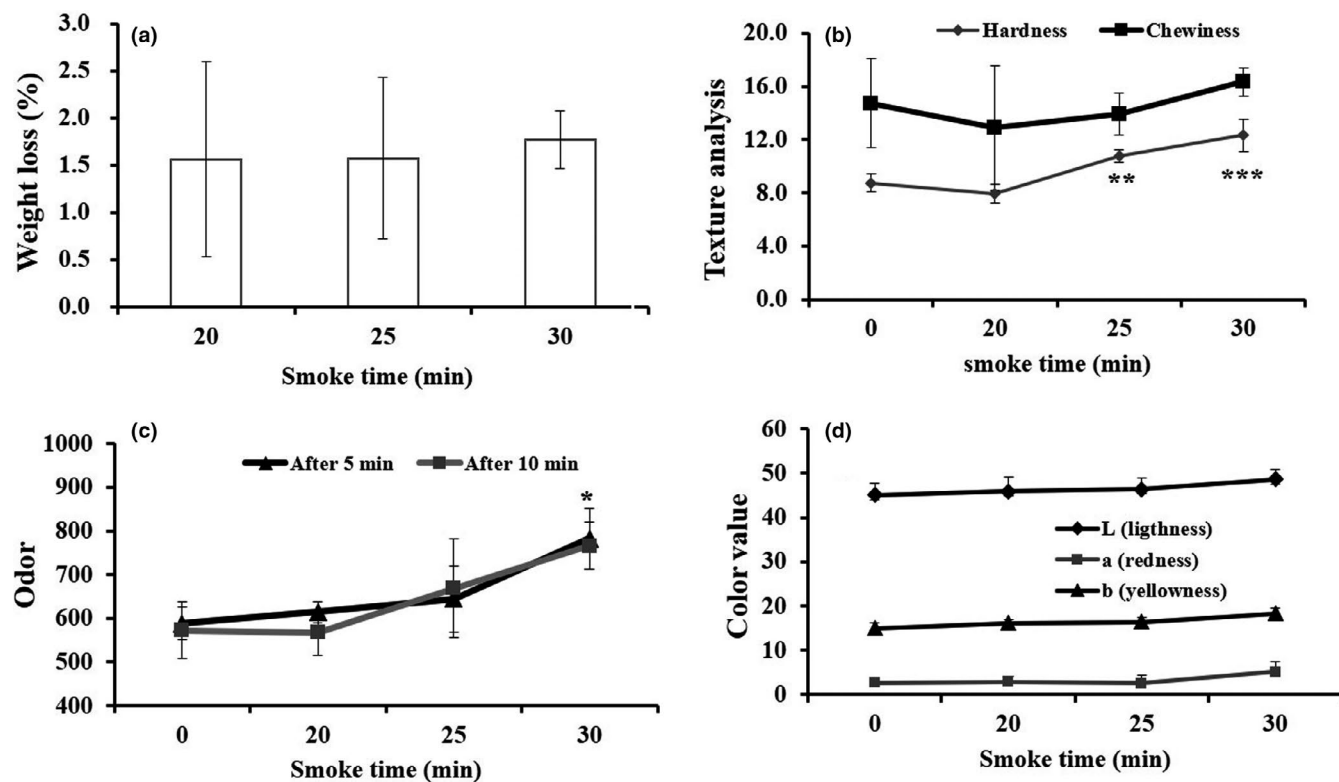 (a)
Weight loss (%)
3.0
2.5
2.0
1.5
1.0
0.5
0.0
20 25 30
Smoke time (min)
(b)
Hardness Chewiness
Texture analysis
20.0
16.0
12.0
8.0
4.0
0.0
** ***
0 20 25 30
smoke time (min)
(c)
After 5 min After 10 min
Odor
1000
900
800
700
600
500
400
*
0 20 25 30
Smoke time (min)
(d)
Color value
60
50
40
30
20
10
0
L (ligthness)
a (redness)
b (yellowness)
0 20 25 30
Smoke time (min)